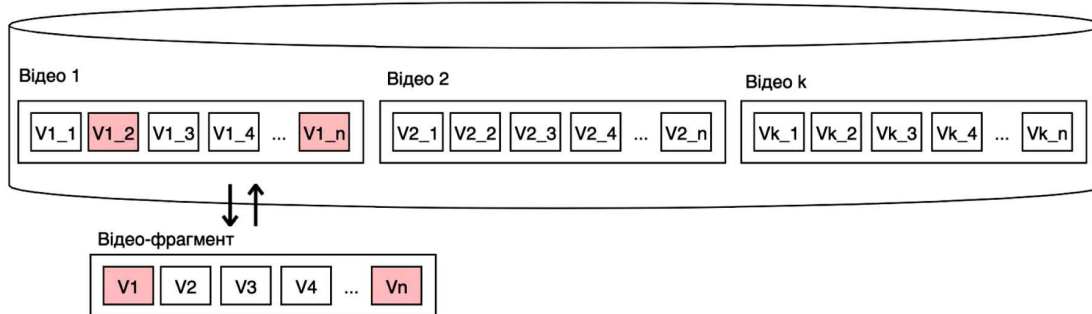 Відео 1
Відео 2
Відео k
V1_1 V1_2 V1_3 V1_4 ... V1_n
V2_1 V2_2 V2_3 V2_4 ... V2_n
Vk_1 Vk_2 Vk_3 Vk_4 ... Vk_n
Відео-фрагмент
V1 V2 V3 V4 ... Vn